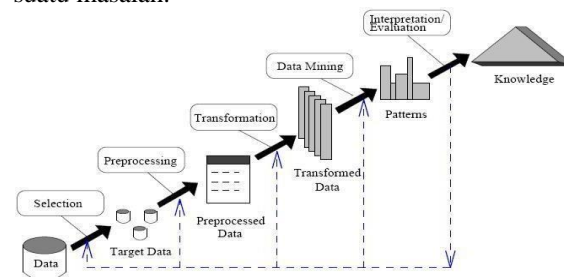 suatu masalah.
Interpretation/
Evaluation
Data Mining
Knowledge
Transformation
Patterns
Preprocessing
Transformed
Data
Selection
Preprocessed
Data
Target Data
Data